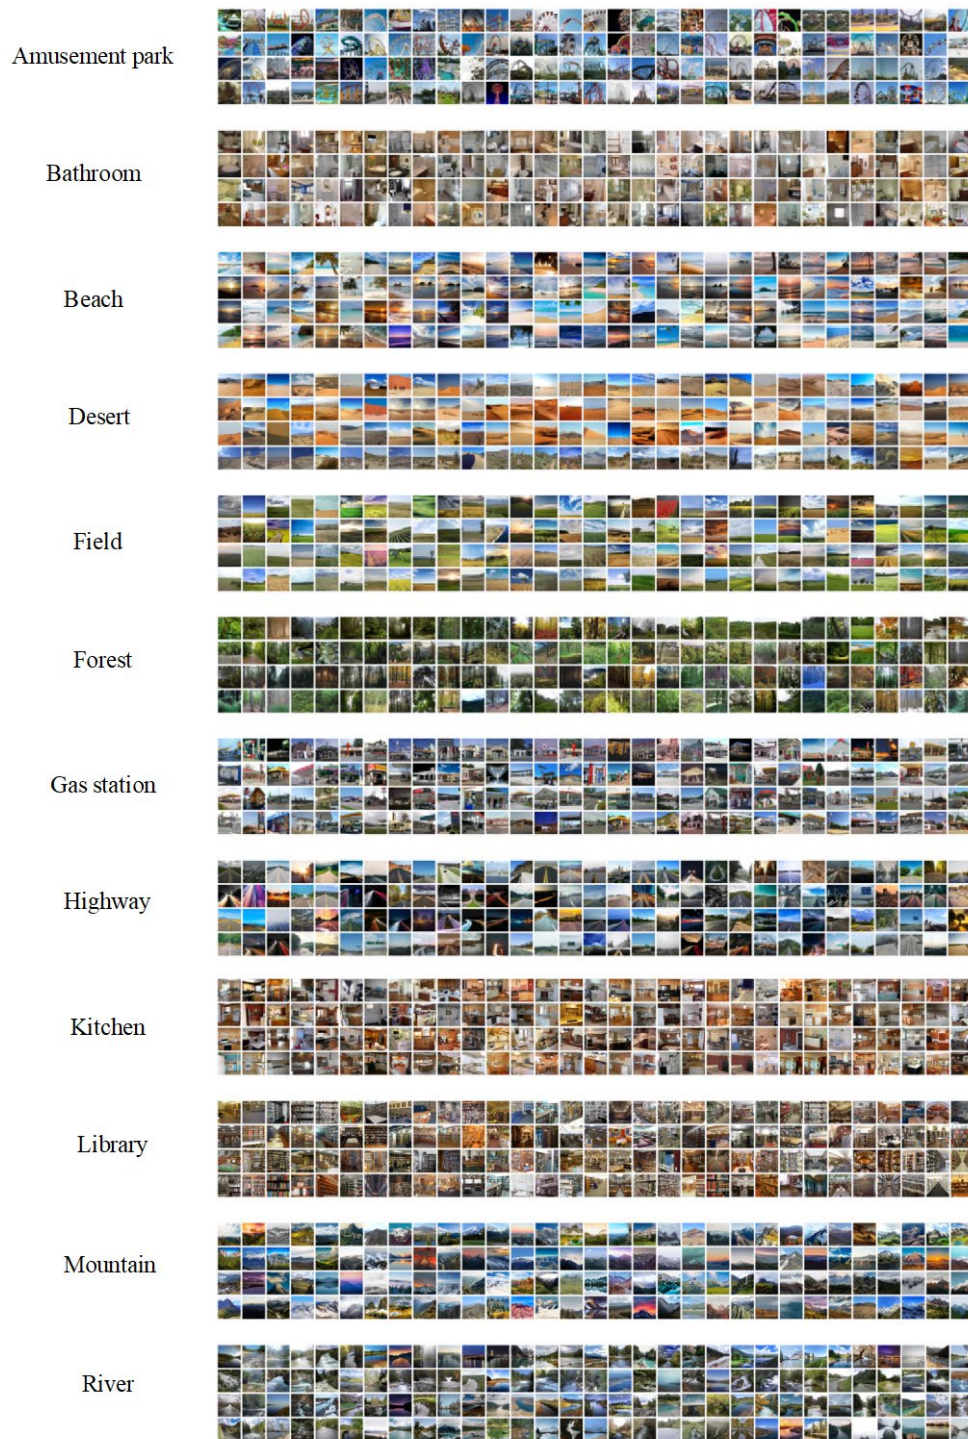 Amusement park
Bathroom
Beach
Desert
Field
Forest
Gas station
Highway
Kitchen
Library
Mountain
River